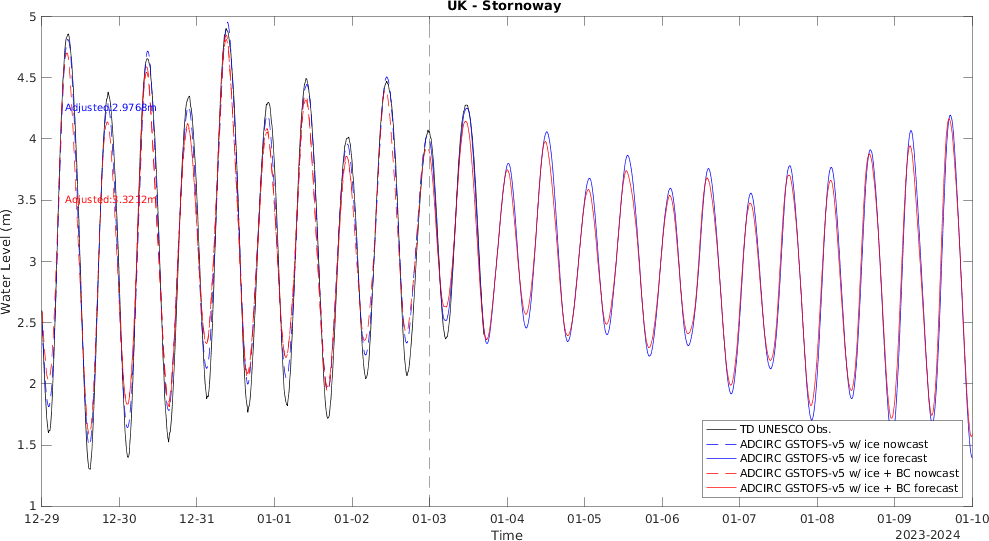 UK - Stornoway
5
4.5
4
3.5
3
2.5
2
1.5
1
Water Level (m)
Adjusted:2.9768m
Adjusted:3.3212m
TD UNESCO Obs.
ADCIRC GSTOFS-v5 w/ ice nowcast
ADCIRC GSTOFS-v5 w/ ice forecast
ADCIRC GSTOFS-v5 w/ ice + BC nowcast
ADCIRC GSTOFS-v5 w/ ice + BC forecast
12-29 12-30 12-31 01-01 01-02 01-03 01-04 01-05 01-06 01-07 01-08 01-09 01-10
Time
2023-2024